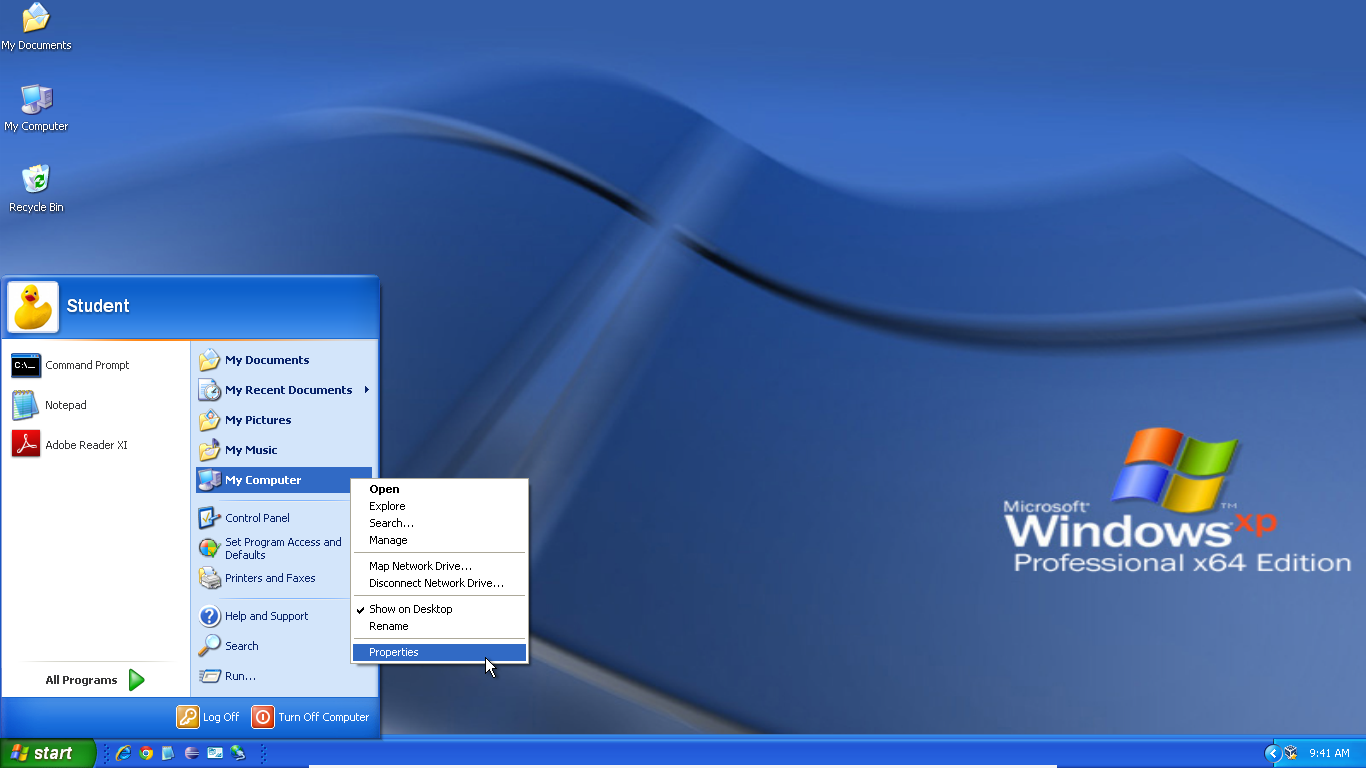 My Documents
My Computer
Recycle Bin
Student
Command Prompt
Notepad
Adobe Reader XI
All Programs
My Documents
My Recent Documents
My Pictures
My Music
My Computer
Control Panel
Set Program Access and
Defaults
Printers and Faxes
Help and Support
Search
Run...
Open
Explore
Search...
Manage
Map Network Drive...
Disconnect Network Drive...
Show on Desktop
Rename
Properties
Log Off
Turn Off Computer
Microsoft®
Windows xp
Professional x64 Edition
start
9:41 AM
C:\_